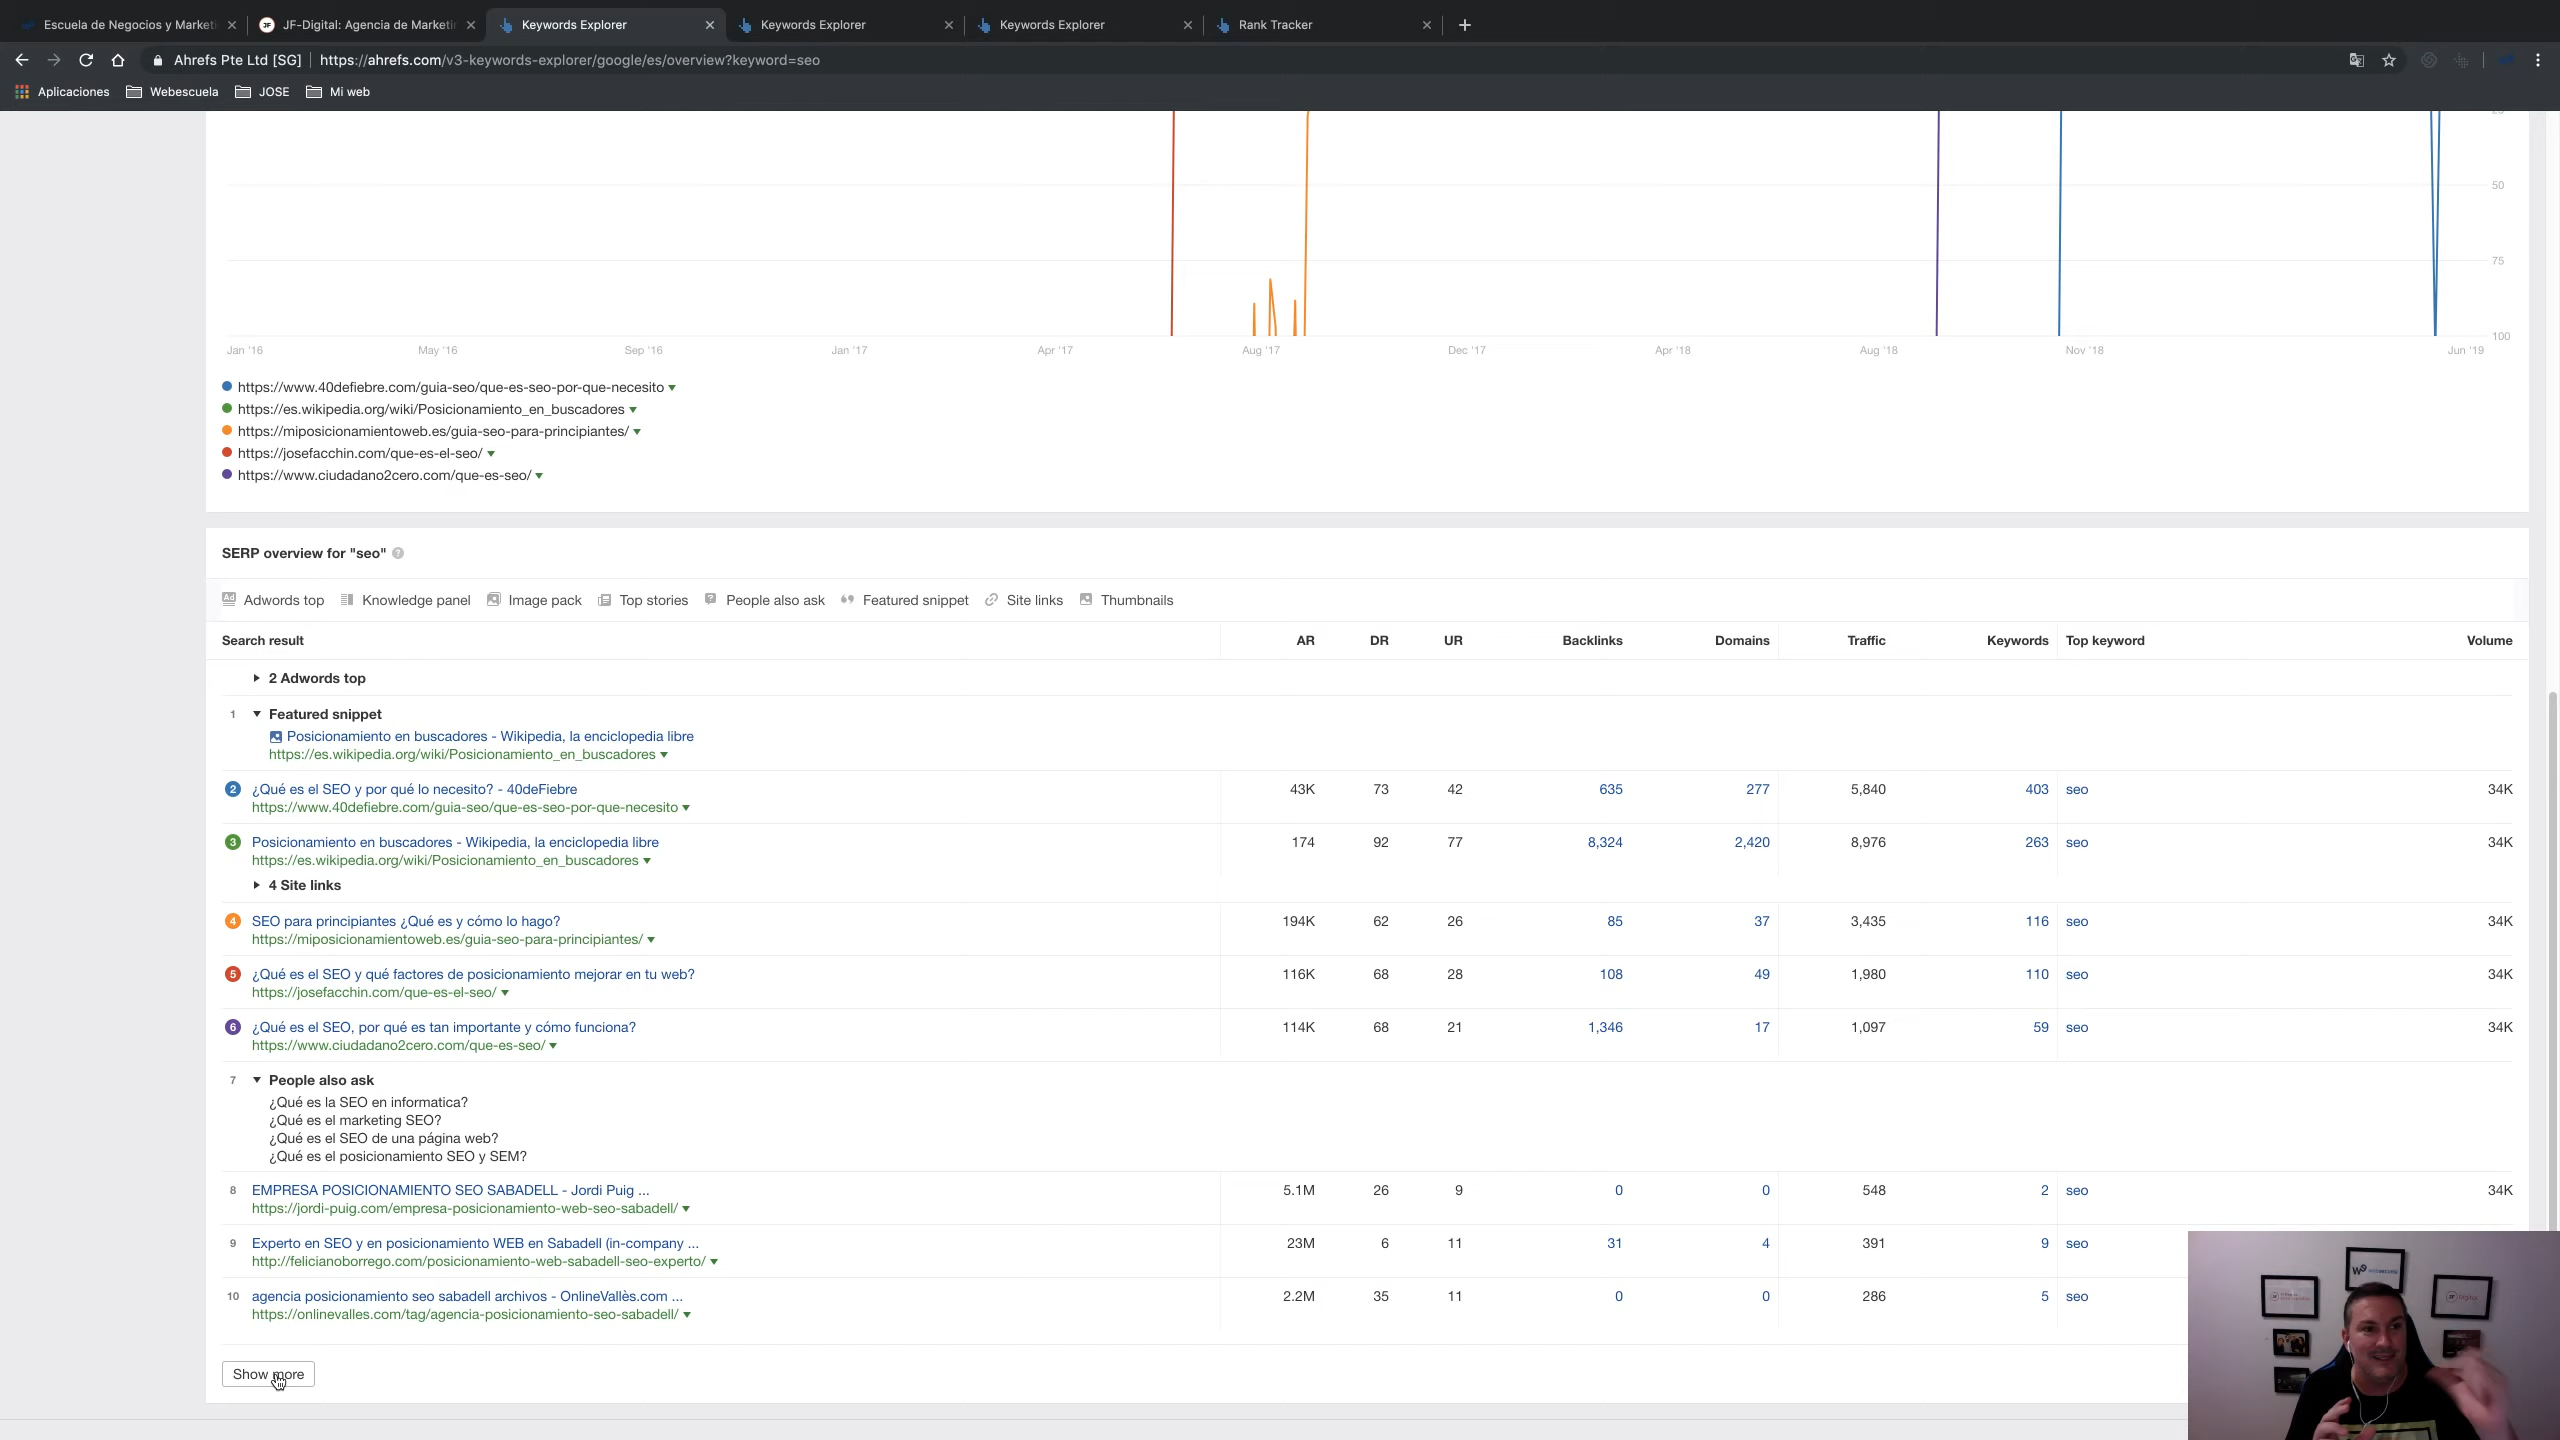 Escuela de Negocios y Marketi
JF-Digital: Agencia de Marketin
Keywords Explorer
Keywords Explorer
Keywords Explorer
Rank Tracker
Ahrefs Pte Ltd [SG] | https://ahrefs.com/v3-keywords-explorer/google/es/overview?keyword=seo
Aplicaciones Webescuela JOSE Mi web
25
50
75
100
Jan '16 May '16 Sep '16 Jan '17 Apr '17 Aug '17 Dec '17 Apr '18 Aug '18 Nov '18 Jun '19
https://www.40defiebre.com/guia-seo/que-es-seo-por-que-necesito
https://es.wikipedia.org/wiki/Posicionamiento_en_buscadores
https://miposicionamientoweb.es/guia-seo-para-principiantes/
https://josefacchin.com/que-es-el-seo/
https://www.ciudadano2cero.com/que-es-seo/
SERP overview for "seo" ?
Adwords top Knowledge panel Image pack Top stories People also ask Featured snippet Site links Thumbnails
Search result AR DR UR Backlinks Domains Traffic Keywords Top keyword Volume
2 Adwords top
1 Featured snippet
Posicionamiento en buscadores - Wikipedia, la enciclopedia libre
https://es.wikipedia.org/wiki/Posicionamiento_en_buscadores
2 ¿Qué es el SEO y por qué lo necesito? - 40deFiebre 43K 73 42 635 277 5,840 403 seo 34K
https://www.40defiebre.com/guia-seo/que-es-seo-por-que-necesito
3 Posicionamiento en buscadores - Wikipedia, la enciclopedia libre 174 92 77 8,324 2,420 8,976 263 seo 34K
https://es.wikipedia.org/wiki/Posicionamiento_en_buscadores
4 Site links
4 SEO para principiantes ¿Qué es y cómo lo hago? 194K 62 26 85 37 3,435 116 seo 34K
https://miposicionamientoweb.es/guia-seo-para-principiantes/
5 ¿Qué es el SEO y qué factores de posicionamiento mejorar en tu web? 116K 68 28 108 49 1,980 110 seo 34K
https://josefacchin.com/que-es-el-seo/
6 ¿Qué es el SEO, por qué es tan importante y cómo funciona? 114K 68 21 1,346 17 1,097 59 seo 34K
https://www.ciudadano2cero.com/que-es-seo/
7 People also ask
¿Qué es la SEO en informatica?
¿Qué es el marketing SEO?
¿Qué es el SEO de una página web?
¿Qué es el posicionamiento SEO y SEM?
8 EMPRESA POSICIONAMIENTO SEO SABADELL - Jordi Puig ... 5.1M 26 9 0 0 548 2 seo 34K
https://jordi-puig.com/empresa-posicionamiento-web-seo-sabadell/
9 Experto en SEO y en posicionamiento WEB en Sabadell (in-company ... 23M 6 11 31 4 391 9 seo
http://felicianoborrego.com/posicionamiento-web-sabadell-seo-experto/
10 agencia posicionamiento seo sabadell archivos - OnlineVallès.com ... 2.2M 35 11 0 0 286 5 seo
https://onlinevalles.com/tag/agencia-posicionamiento-seo-sabadell/
Show more